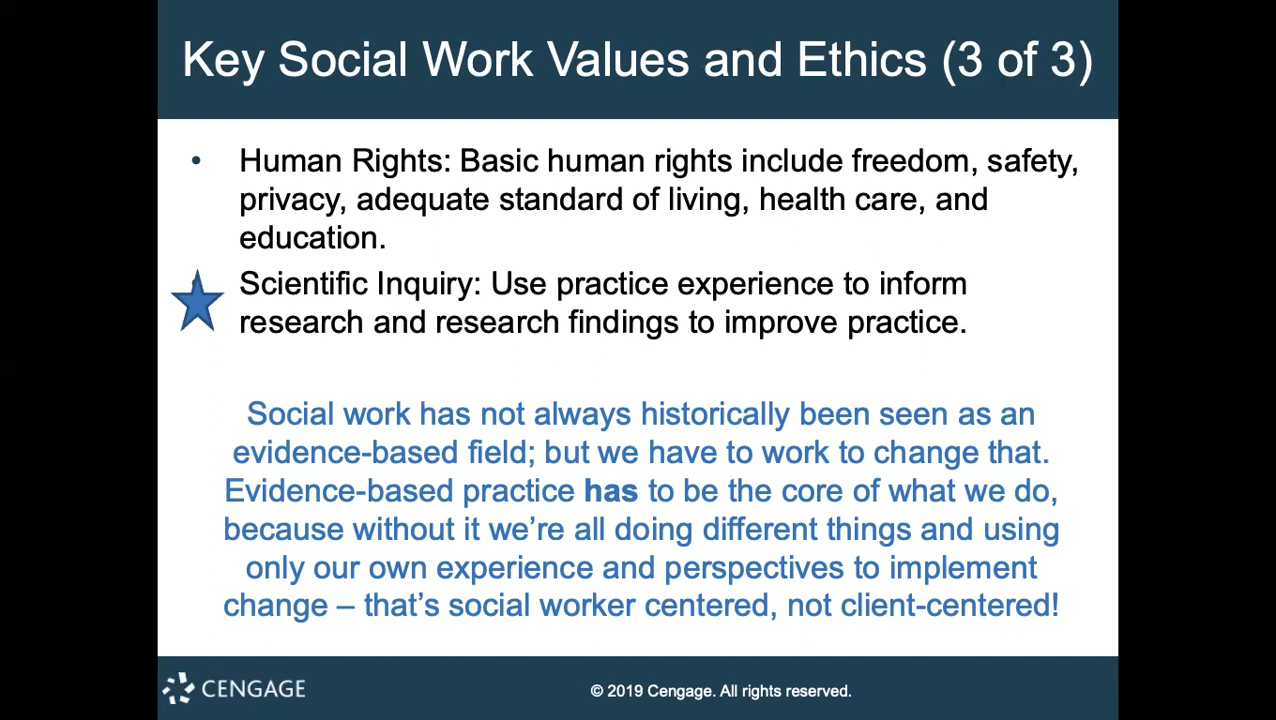 Key Social Work Values and Ethics (3 of 3)
• Human Rights: Basic human rights include freedom, safety,
privacy, adequate standard of living, health care, and
education.
Scientific Inquiry: Use practice experience to inform
research and research findings to improve practice.
Social work has not always historically been seen as an
evidence-based field; but we have to work to change that.
Evidence-based practice has to be the core of what we do,
because without it we’re all doing different things and using
only our own experience and perspectives to implement
change – that’s social worker centered, not client-centered!
CENGAGE
© 2019 Cengage. All rights reserved.